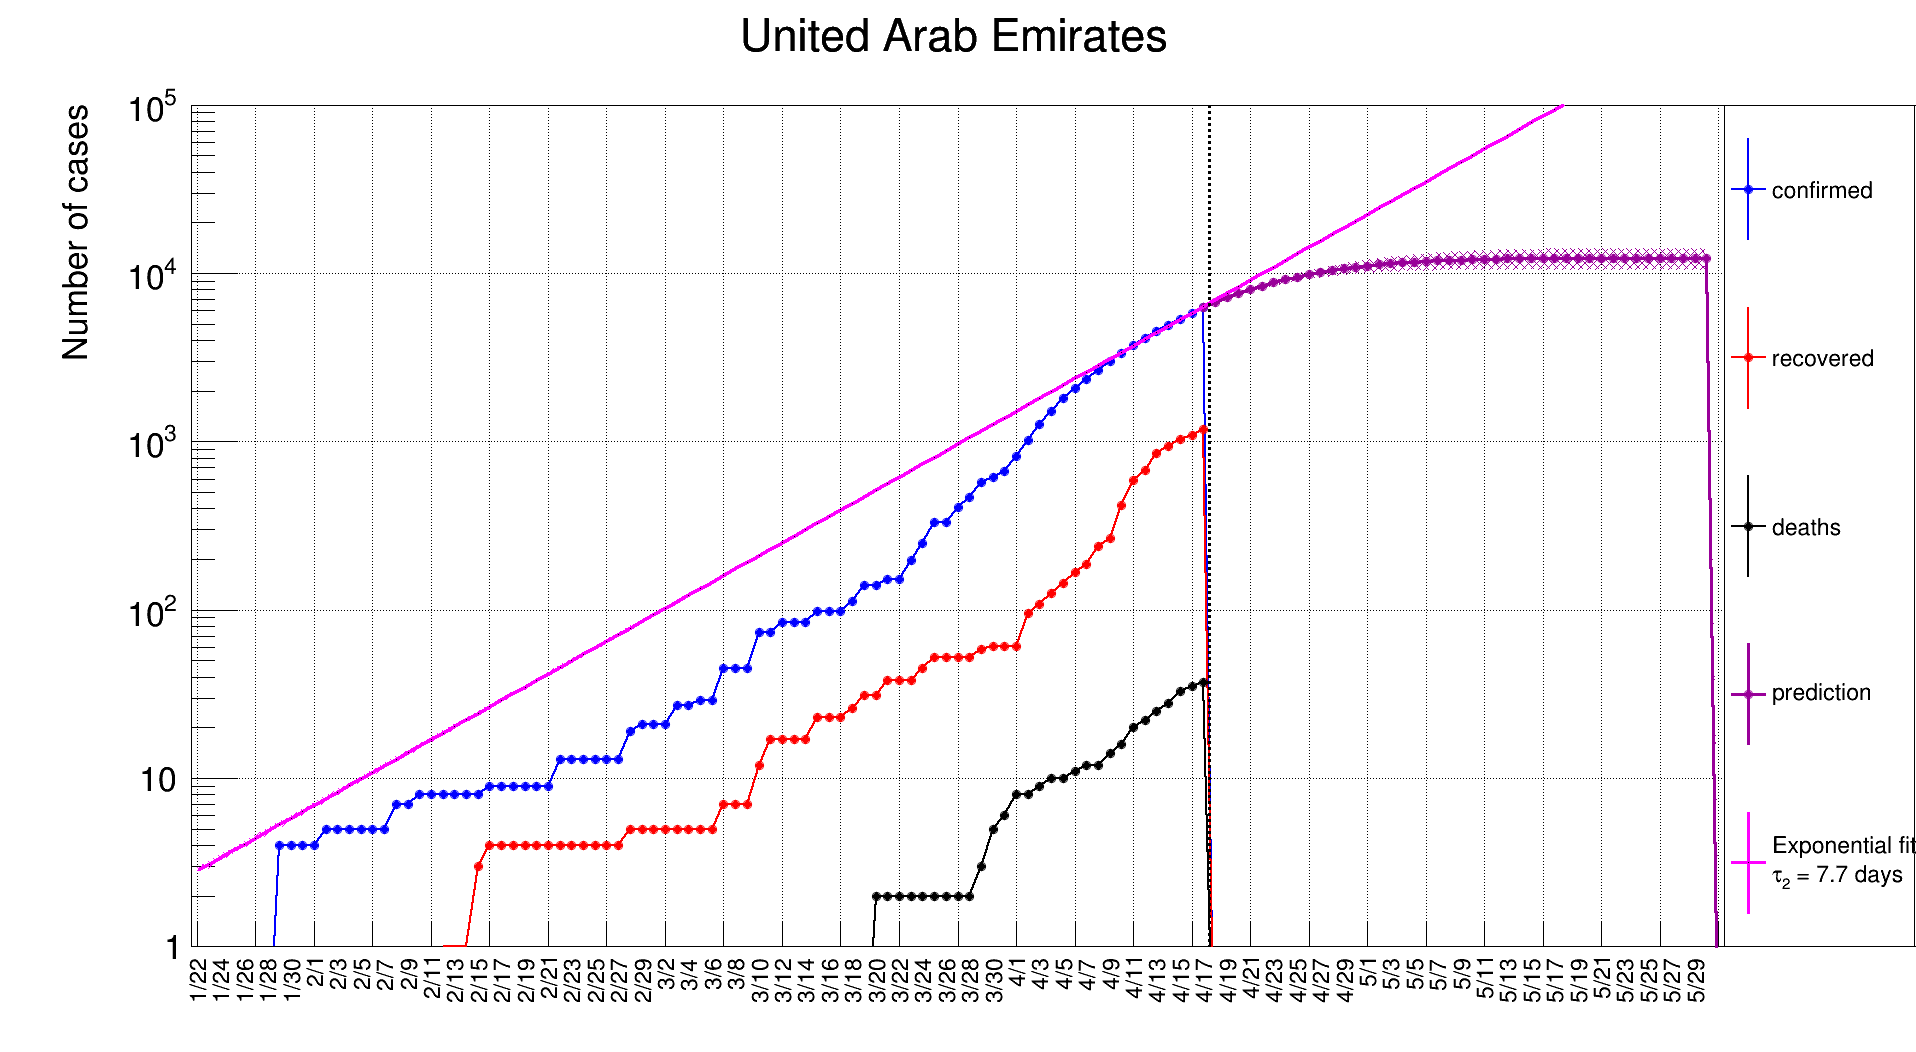 United Arab Emirates
Number of cases
10^5
10^4
10^3
10^2
10
1
1/22 1/24 1/26 1/28 1/30 2/1 2/3 2/5 2/7 2/9 2/11 2/13 2/15 2/17 2/19 2/21 2/23 2/25 2/27 2/29 3/2 3/4 3/6 3/8 3/10 3/12 3/14 3/16 3/18 3/20 3/22 3/24 3/26 3/28 3/30 4/1 4/3 4/5 4/7 4/9 4/11 4/13 4/15 4/17 4/19 4/21 4/23 4/25 4/27 4/29 5/1 5/3 5/5 5/7 5/9 5/11 5/13 5/15 5/17 5/19 5/21 5/23 5/25 5/27 5/29
confirmed
recovered
deaths
prediction
Exponential fit
τ₂ = 7.7 days